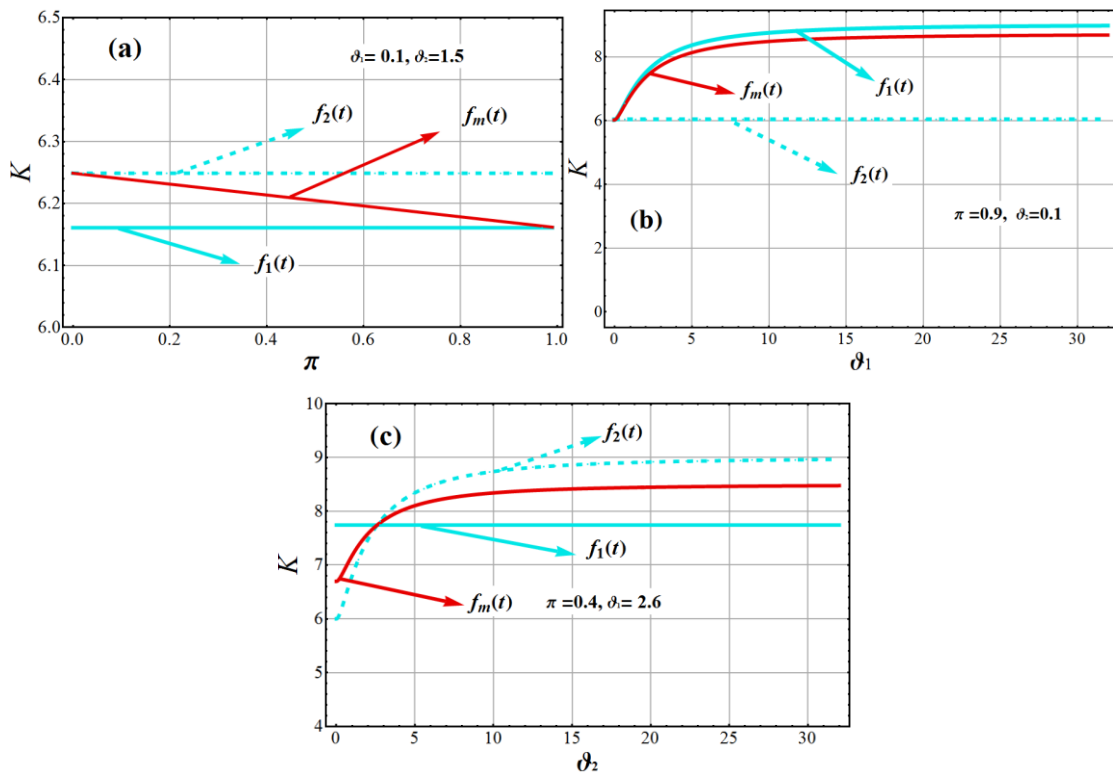 (a)
ϑ₁= 0.1, ϑ₂=1.5
f₂(t)
fₘ(t)
f₁(t)
K
6.5
6.4
6.3
6.2
6.1
6.0
0.0 0.2 0.4 0.6 0.8 1.0
π
fₘ(t)
f₁(t)
f₂(t)
(b)
π =0.9, ϑ₂=0.1
K
8
6
4
2
0
0 5 10 15 20 25 30
ϑ₁
(c)
f₂(t)
f₁(t)
fₘ(t)
π =0.4, ϑ₁= 2.6
K
10
9
8
7
6
5
4
0 5 10 15 20 25 30
ϑ₂